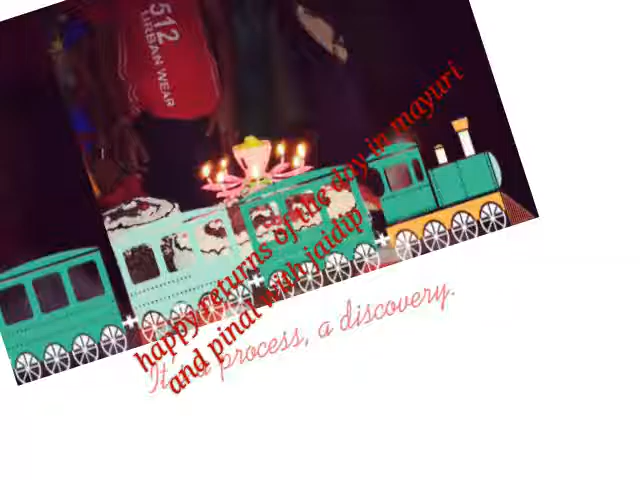 512
URBAN WEAR
happy returns of the day in mayuri
and pinal with jaidip
It's a process, a discovery.